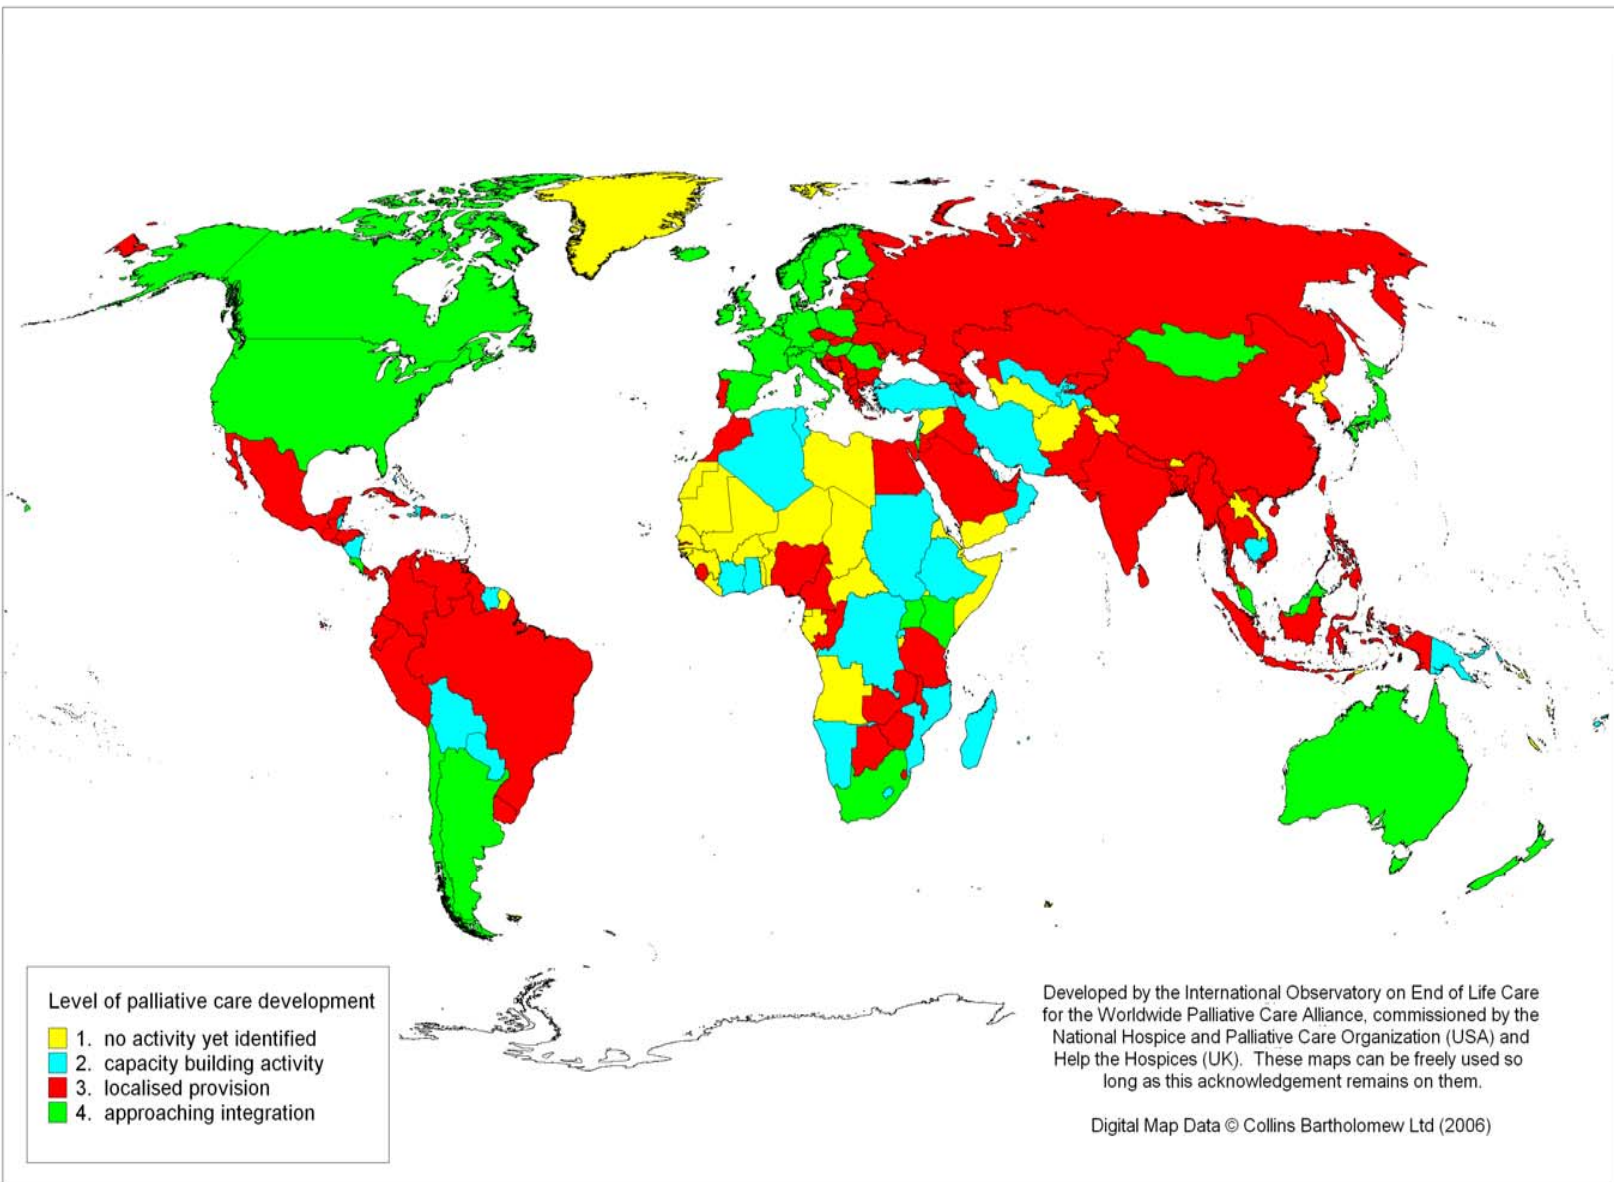 Level of palliative care development
1. no activity yet identified
2. capacity building activity
3. localised provision
4. approaching integration
Developed by the International Observatory on End of Life Care
for the Worldwide Palliative Care Alliance, commissioned by the
National Hospice and Palliative Care Organization (USA) and
Help the Hospices (UK). These maps can be freely used so
long as this acknowledgement remains on them.
Digital Map Data © Collins Bartholomew Ltd (2006)